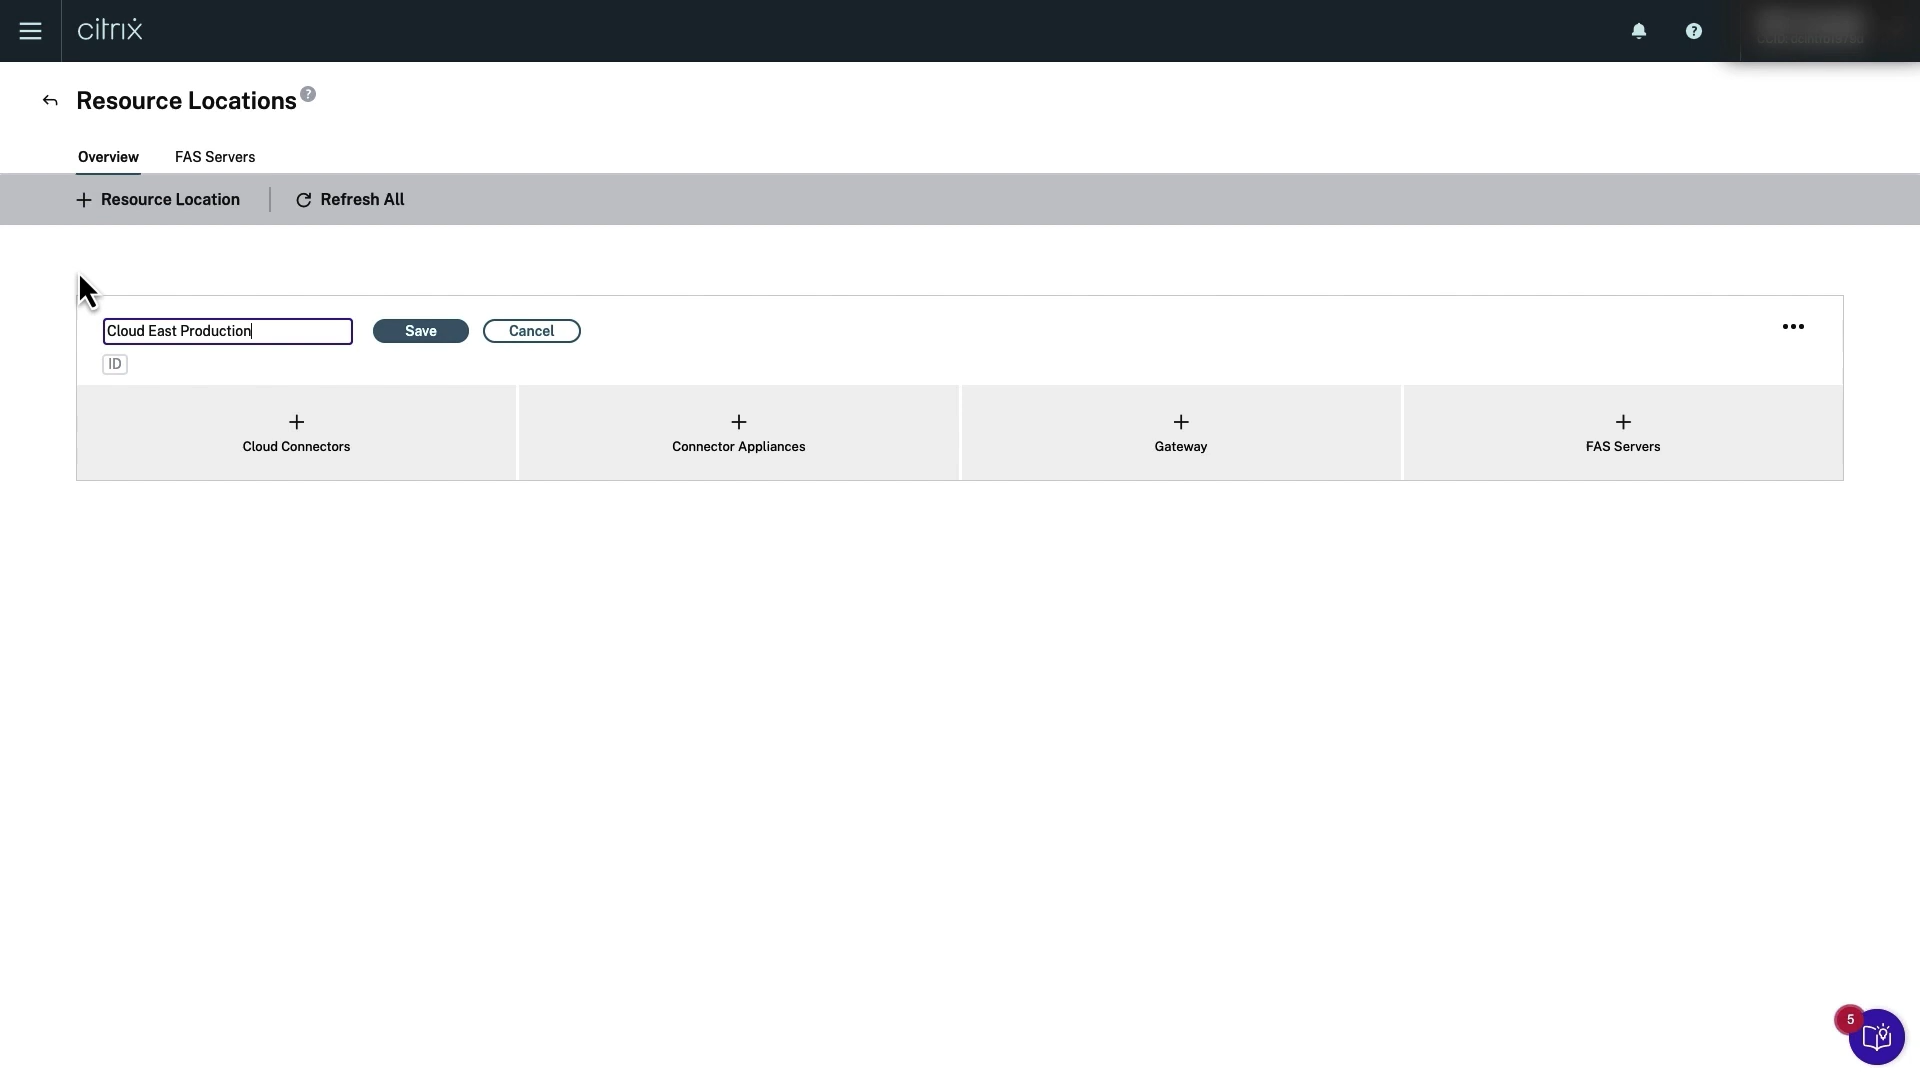 citrix
Resource Locations ?
Overview FAS Servers
+ Resource Location Refresh All
Cloud East Production Save Cancel
ID
Cloud Connectors Connector Appliances Gateway FAS Servers
5